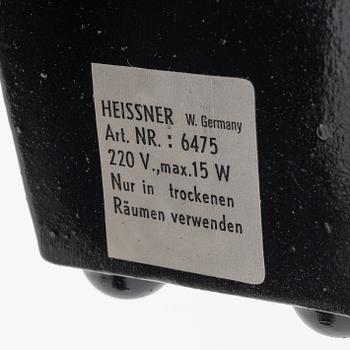 HEISSNER W. Germany
Art. NR. : 6475
220 V.,max.15 W
Nur in trockenen
Räumen verwenden